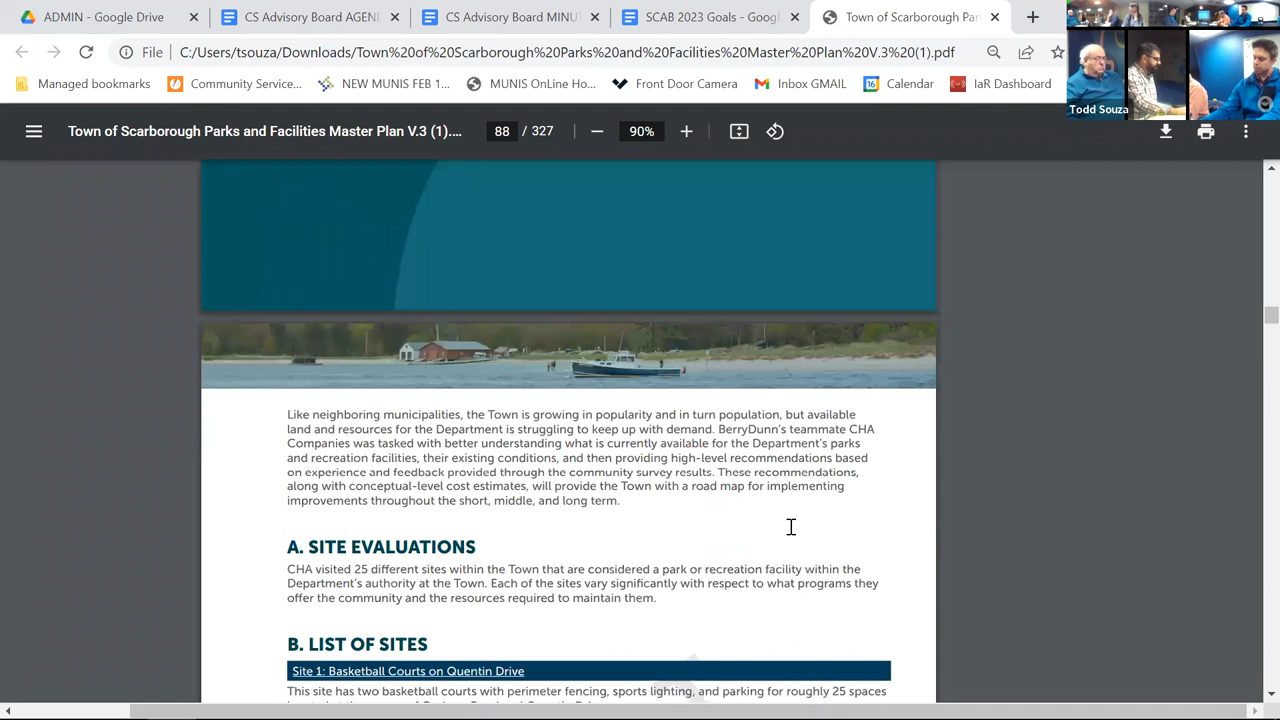 ADMIN - Google Drive
CS Advisory Board AGEN
CS Advisory Board MINU
SCAB 2023 Goals - Goog
Town of Scarborough Par
File
C:/Users/tsouza/Downloads/Town%20of%20Scarborough%20Parks%20and%20Facilities%20Master%20Plan%20V.3%20(1).pdf
Managed bookmarks
Community Service...
NEW MUNIS FEB 1...
MUNIS OnLine Ho...
Front Door Camera
Inbox GMAIL
16
Calendar
IaR Dashboard
Todd Souza
Town of Scarborough Parks and Facilities Master Plan V.3 (1)....
88 / 327
90%
Like neighboring municipalities, the Town is growing in popularity and in turn population, but available
land and resources for the Department is struggling to keep up with demand. BerryDunn's teammate CHA
Companies was tasked with better understanding what is currently available for the Department's parks
and recreation facilities, their existing conditions, and then providing high-level recommendations based
on experience and feedback provided through the community survey results. These recommendations,
along with conceptual-level cost estimates, will provide the Town with a road map for implementing
improvements throughout the short, middle, and long term.
A. SITE EVALUATIONS
CHA visited 25 different sites within the Town that are considered a park or recreation facility within the
Department's authority at the Town. Each of the sites vary significantly with respect to what programs they
offer the community and the resources required to maintain them.
B. LIST OF SITES
Site 1: Basketball Courts on Quentin Drive
This site has two basketball courts with perimeter fencing, sports lighting, and parking for roughly 25 spaces